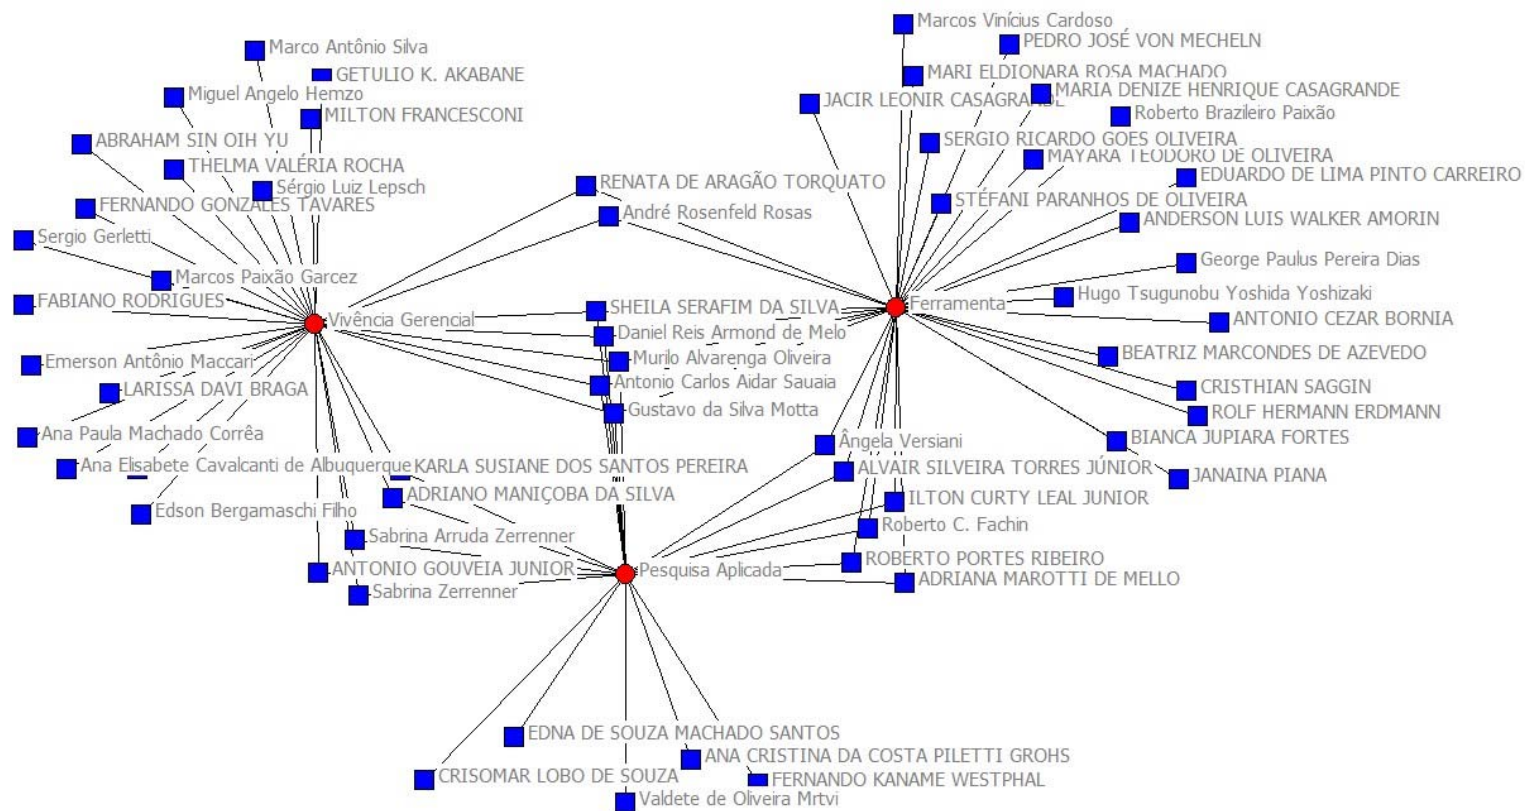 Marcos Vinícius Cardoso
PEDRO JOSÉ VON MECHELN
Marco Antônio Silva
GETULIO K. AKABANE
MARI ELDIONARA ROSA MACHADO
Miguel Angelo Hemzo
MARIA DENIZE HENRIQUE CASAGRANDE
JACIR LEONIR CASAGRANDE
MILTON FRANCESCONI
Roberto Brazileiro Paixão
ABRAHAM SIN OIH YU
SERGIO RICARDO GOES OLIVEIRA
MAYARA TEODORO DE OLIVEIRA
THELMA VALÉRIA ROCHA
EDUARDO DE LIMA PINTO CARREIRO
RENATA DE ARAGÃO TORQUATO
Sérgio Luiz Lepsch
STÉFANI PARANHOS DE OLIVEIRA
FERNANDO GONZALES TAVARES
André Rosenfeld Rosas
ANDERSON LUIS WALKER AMORIN
Sergio Gerletti
George Paulus Pereira Dias
Marcos Paixão Garcez
Hugo Tsugunobu Yoshida Yoshizaki
FABIANO RODRIGUES
SHEILA SERAFIM DA SILVA
Ferramenta
Vivência Gerencial
ANTONIO CEZAR BORNIA
Daniel Reis Armond de Melo
BEATRIZ MARCONDES DE AZEVEDO
Emerson Antônio Maccari
Murilo Alvarenga Oliveira
Antonio Carlos Aidar Sauaia
CRISTHIAN SAGGIN
LARISSA DAVI BRAGA
Gustavo da Silva Motta
ROLF HERMANN ERDMANN
Ana Paula Machado Corrêa
Ângela Versiani
BIANCA JUPIARA FORTES
Ana Elisabete Cavalcanti de Albuquerque
KARLA SUSIANE DOS SANTOS PEREIRA
ALVAIR SILVEIRA TORRES JÚNIOR
JANAINA PIANA
ADRIANO MANIÇOBA DA SILVA
ILTON CURTY LEAL JUNIOR
Edson Bergamaschi Filho
Roberto C. Fachin
Sabrina Arruda Zerrenner
ROBERTO PORTES RIBEIRO
ANTONIO GOUVEIA JUNIOR
Pesquisa Aplicada
ADRIANA MAROTTI DE MELLO
Sabrina Zerrenner
EDNA DE SOUZA MACHADO SANTOS
ANA CRISTINA DA COSTA PILETTI GROHS
CRISOMAR LOBO DE SOUZA
FERNANDO KANAME WESTPHAL
Valdete de Oliveira Mrtvi